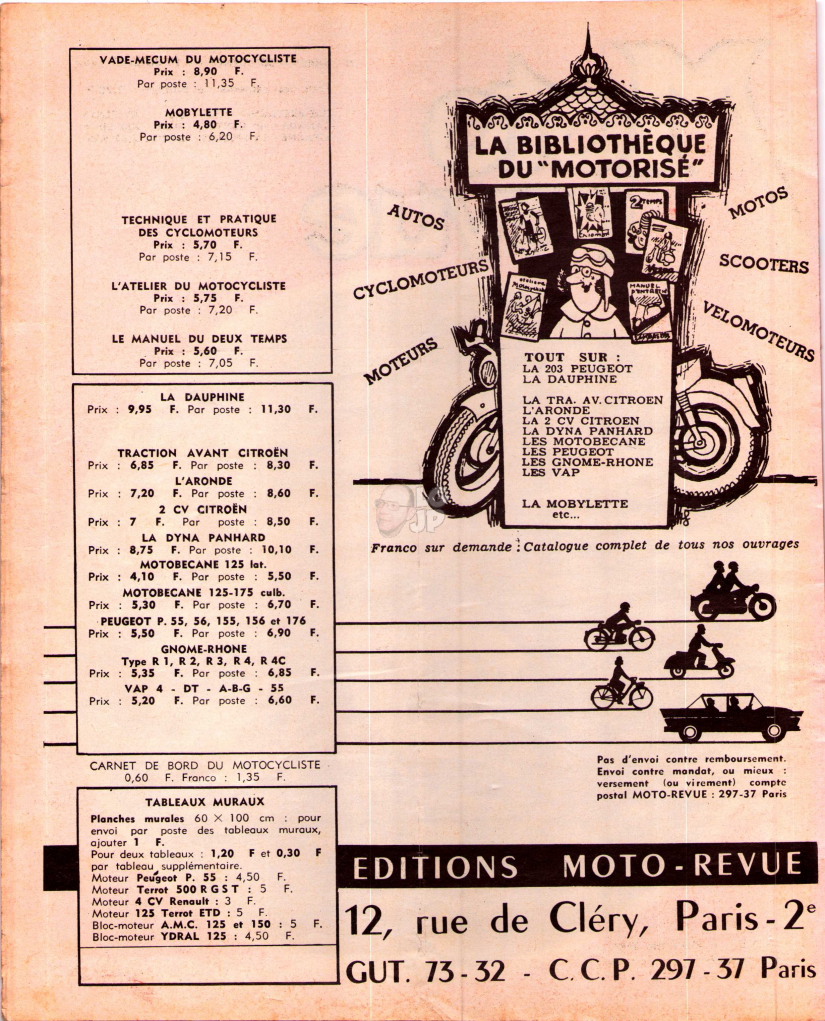 VADE-MECUM DU MOTOCYCLISTE
Prix : 8,90 F.
Par poste : 11,35 F.
MOBYLETTE
Prix : 4,80 F.
Par poste : 6,20 F.
TECHNIQUE ET PRATIQUE
DES CYCLOMOTEURS
Prix : 5,70 F.
Par poste : 7,15 F.
L'ATELIER DU MOTOCYCLISTE
Prix : 5,75 F.
Par poste : 7,20 F.
LE MANUEL DU DEUX TEMPS
Prix : 5,60 F.
Par poste : 7,05 F.
LA DAUPHINE
Prix : 9,95 F. Par poste : 11,30 F.
TRACTION AVANT CITROËN
Prix : 6,85 F. Par poste : 8,30 F.
L'ARONDE
Prix : 7,20 F. Par poste : 8,60 F.
2 CV CITROËN
Prix : 7 F. Par poste : 8,50 F.
LA DYNA PANHARD
Prix : 8,75 F. Par poste : 10,10 F.
MOTOBECANE 125 lat.
Prix : 4,10 F. Par poste : 5,50 F.
MOTOBECANE 125-175 culb.
Prix : 5,30 F. Par poste : 6,70 F.
PEUGEOT P. 55, 56, 155, 156 et 176
Prix : 5,50 F. Par poste : 6,90 F.
GNOME-RHONE
Type R 1, R 2, R 3, R 4, R 4C
Prix : 5,35 F. Par poste : 6,85 F.
VAP 4 - DT - A-B-G - 55
Prix : 5,20 F. Par poste : 6,60 F.
CARNET DE BORD DU MOTOCYCLISTE
0,60 F. Franco : 1,35 F.
TABLEAUX MURAUX
Planches murales 60 X 100 cm : pour
envoi par poste des tableaux muraux,
ajouter 1 F.
Pour deux tableaux : 1,20 F et 0,30 F
par tableau supplémentaire.
Moteur Peugeot P. 55 : 4,50 F.
Moteur Terrot 500 R G S T : 5 F.
Moteur 4 CV Renault : 3 F.
Moteur 125 Terrot ETD : 5 F.
Bloc-moteur A.M.C. 125 et 150 : 5 F.
Bloc-moteur YDRAL 125 : 4,50 F.
LA BIBLIOTHÈQUE
DU "MOTORISÉ"
AUTOS
CYCLOMOTEURS
MOTEURS
MOTOS
SCOOTERS
VELOMOTEURS
2 TEMPS
MANUEL
D'ENTRETIEN
TOUT SUR :
LA 203 PEUGEOT
LA DAUPHINE
LA TRA. AV. CITROEN
L'ARONDE
LA 2 CV CITROEN
LA DYNA PANHARD
LES MOTOBECANE
LES PEUGEOT
LES GNOME-RHONE
LES VAP
LA MOBYLETTE
etc...
JP
Franco sur demande : Catalogue complet de tous nos ouvrages
Pas d'envoi contre remboursement.
Envoi contre mandat, ou mieux :
versement (ou virement) compte
postal MOTO-REVUE : 297-37 Paris
EDITIONS MOTO-REVUE
12, rue de Cléry, Paris-2e
GUT. 73-32 - C.C.P. 297-37 Paris